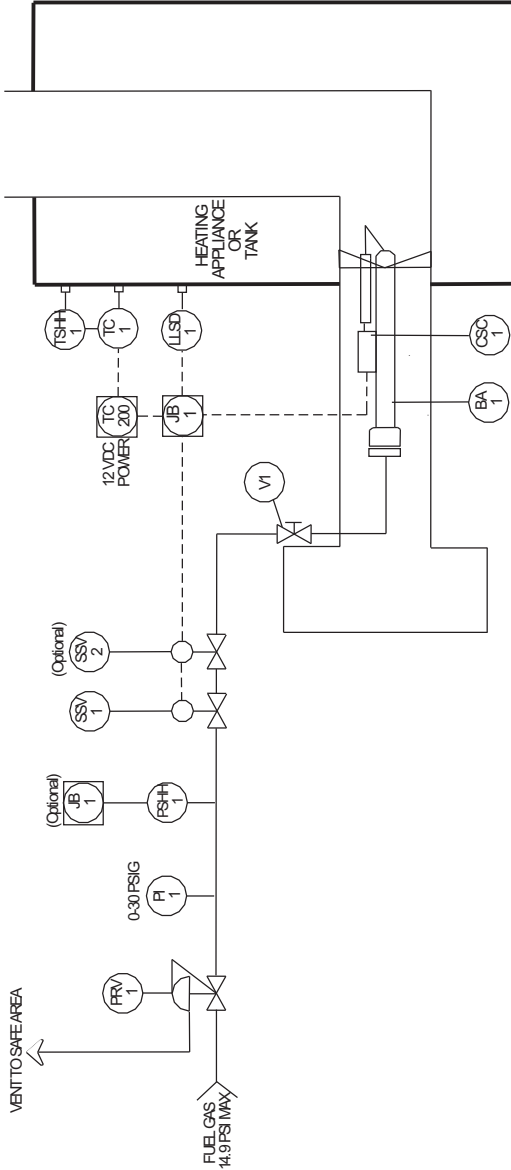 VENT TO SAFE AREA
FUEL GAS
14.9 PSI MAX
PRV
1
0-30 PSIG
PI
1
(Optional)
JB
1
PSHH
1
SSV
1
(Optional)
SSV
2
V1
12 VDC
POWER
TC
200
JB
1
TSHH
1
TC
1
LLSD
1
HEATING
APPLIANCE
OR
TANK
BA
1
CSC
1